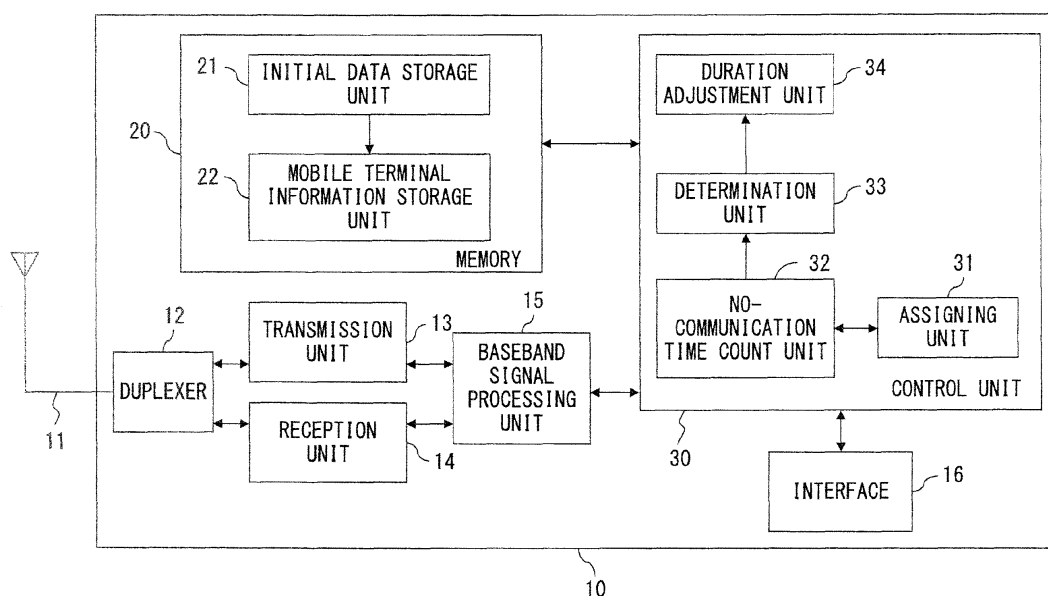 21
INITIAL DATA STORAGE
UNIT
20
22
MOBILE TERMINAL
INFORMATION STORAGE
UNIT
MEMORY
DURATION
ADJUSTMENT UNIT
34
DETERMINATION
UNIT
33
32
NO-
COMMUNICATION
TIME COUNT UNIT
31
ASSIGNING
UNIT
CONTROL UNIT
30
12
DUPLEXER
11
TRANSMISSION
UNIT
13
RECEPTION
UNIT
14
15
BASEBAND
SIGNAL
PROCESSING
UNIT
INTERFACE
16
10